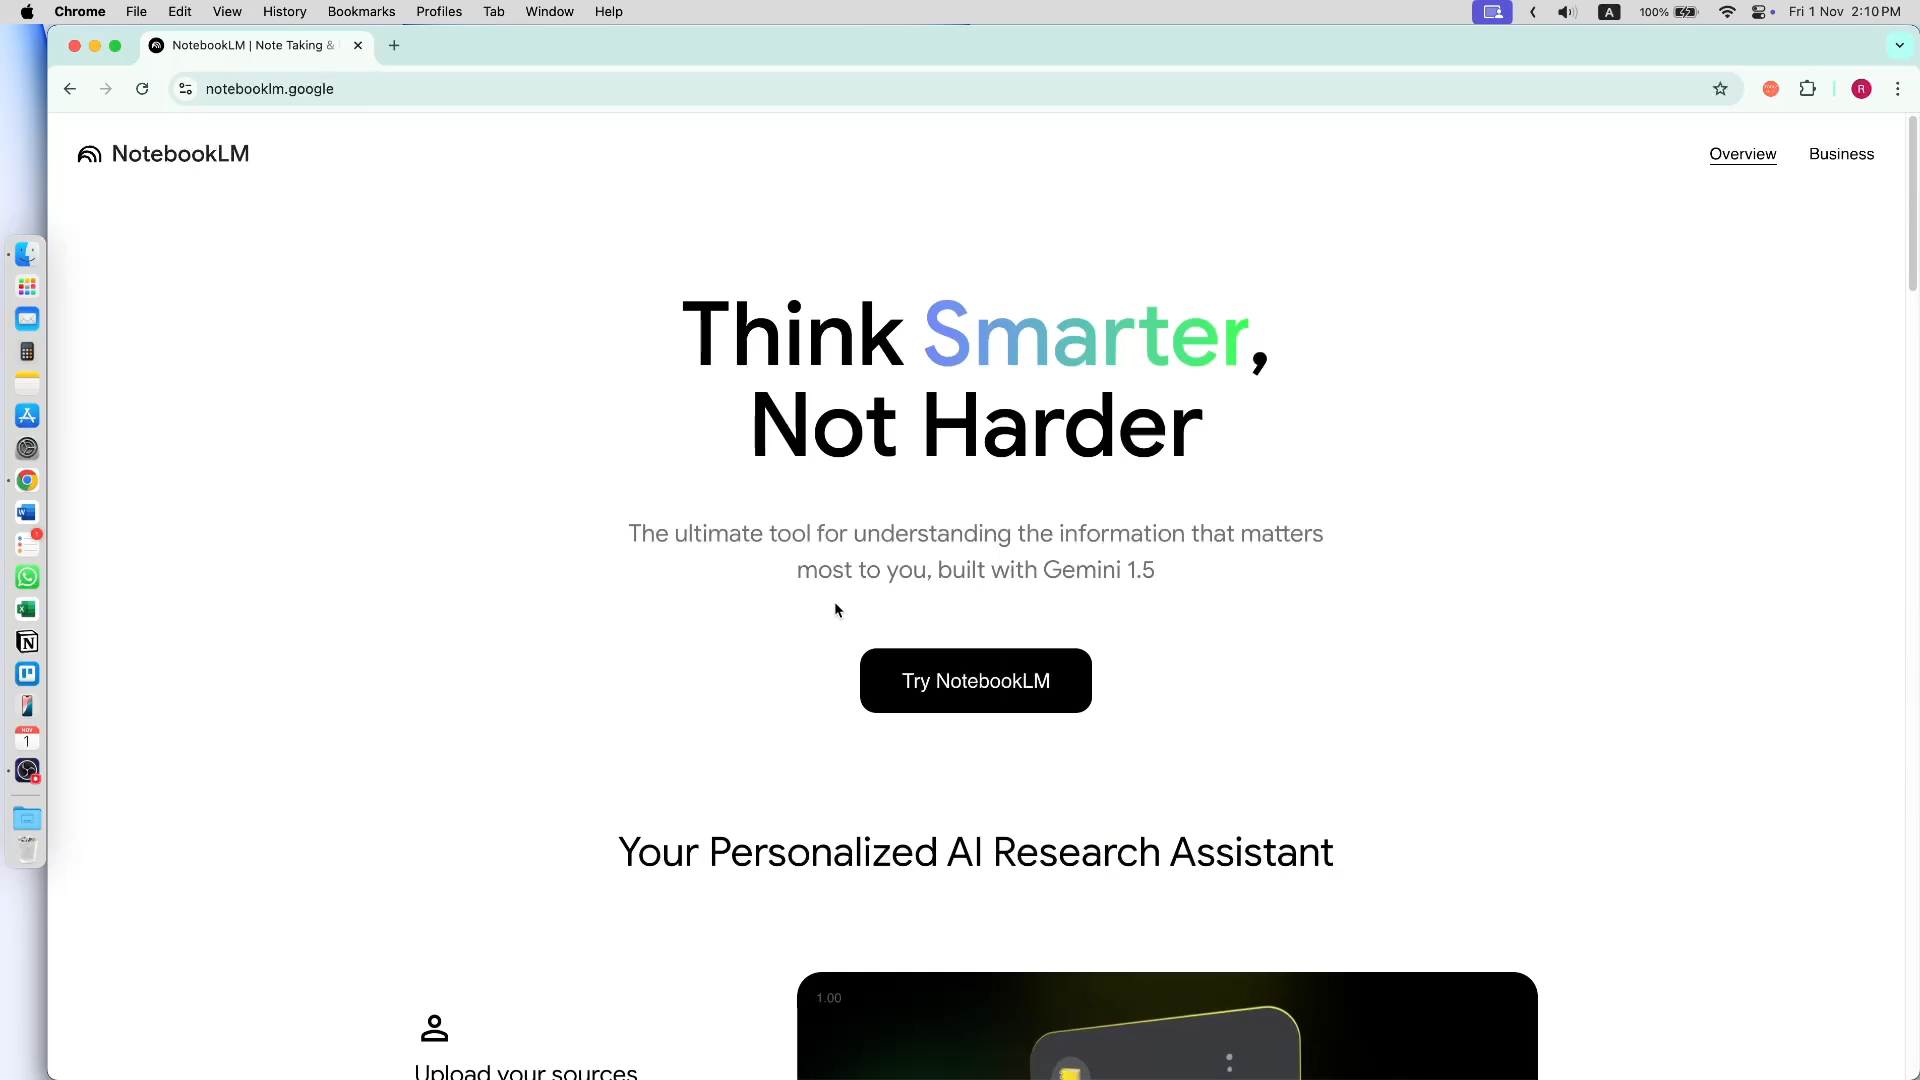 Chrome File Edit View History Bookmarks Profiles Tab Window Help
A 100% Fri 1 Nov 2:10 PM
NotebookLM | Note Taking &
notebooklm.google
R
NotebookLM
Overview Business
Think Smarter,
Not Harder
The ultimate tool for understanding the information that matters
most to you, built with Gemini 1.5
Try NotebookLM
Your Personalized AI Research Assistant
1.00
Upload your sources
W
1
X
N
NOV
1